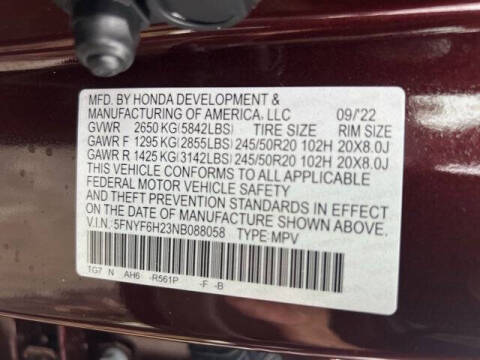 MFD. BY HONDA DEVELOPMENT &
MANUFACTURING OF AMERICA, LLC 09/'22
GVWR 2650 KG(5842LBS) TIRE SIZE RIM SIZE
GAWR F 1295 KG(2855LBS) 245/50R20 102H 20X8.0J
GAWR R 1425 KG(3142LBS) 245/50R20 102H 20X8.0J
THIS VEHICLE CONFORMS TO ALL APPLICABLE
FEDERAL MOTOR VEHICLE SAFETY
AND THEFT PREVENTION STANDARDS IN EFFECT ON THE
DATE OF MANUFACTURE SHOWN ABOVE.
V.I.N.: 5FNYF6H23NB088058 TYPE:MPV
1G7 N AH6 -R561P -F -B